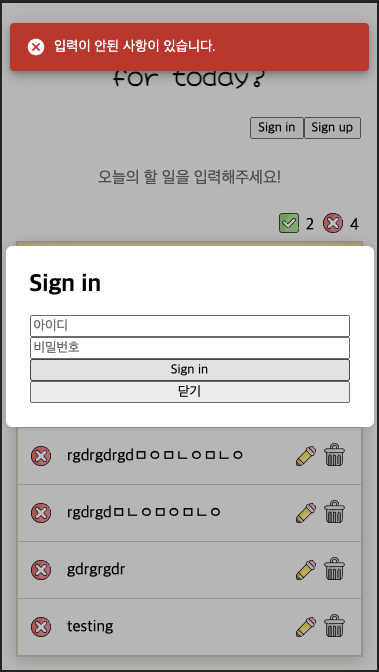 입력이 안된 사항이 있습니다.
for today?
Sign in Sign up
오늘의 할 일을 입력해주세요!
2 4
Sign in
아이디
비밀번호
Sign in
닫기
rgdrgdrgdㅁㅇㅁㄴㅇㅁㄴㅇ
rgdrgdㅁㄴㅇㅁㅇㅁㄴㅇ
gdrgrgdr
testing